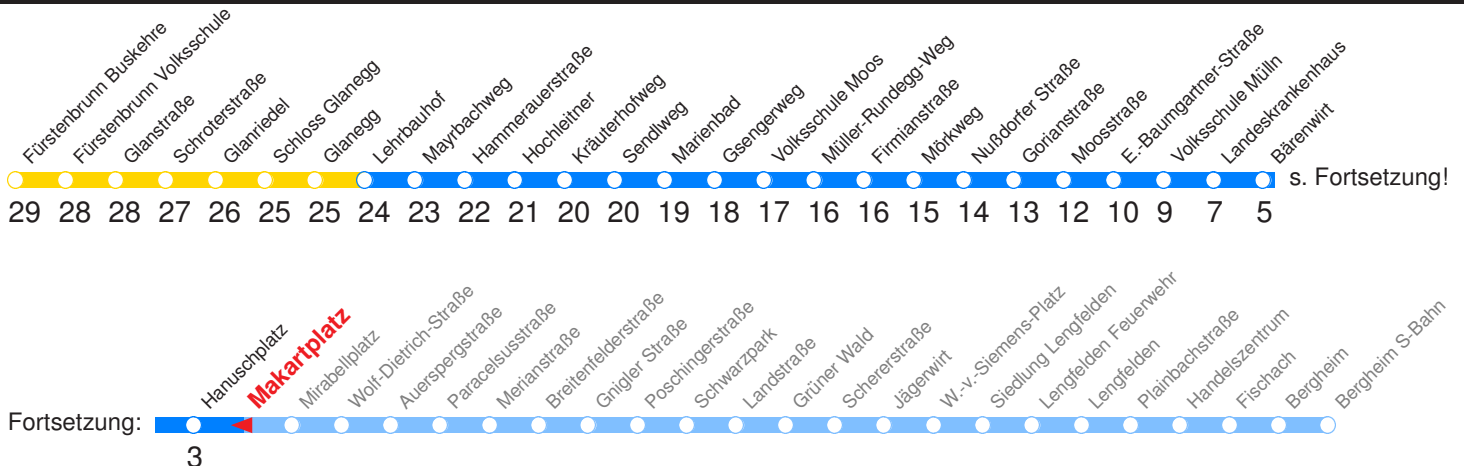 Fürstenbrunn Buskehre
Fürstenbrunn Volksschule
Glanstraße
Schroterstraße
Glanriedel
Schloss Glanegg
Glanegg
Lehrbauhof
Mayrbachweg
Hammerauerstraße
Hochleitner
Kräuterhofweg
Sendlweg
Marienbad
Gsengerweg
Volksschule Moos
Müller-Rundegg-Weg
Firmianstraße
Mörkweg
Nußdorfer Straße
Gorianstraße
Moosstraße
E.-Baumgartner-Straße
Volksschule Mülln
Landeskrankenhaus
Bärenwirt
s. Fortsetzung!
29 28 28 27 26 25 25 24 23 22 21 20 20 19 18 17 16 16 15 14 13 12 10 9 7 5
Fortsetzung:
Hanuschplatz
Makartplatz
Mirabellplatz
Wolf-Dietrich-Straße
Auerspergstraße
Paracelsusstraße
Merianstraße
Breitenfelderstraße
Gnigler Straße
Poschingerstraße
Schwarzpark
Landstraße
Grüner Wald
Schererstraße
Jägerwirt
W.-v.-Siemens-Platz
Siedlung Lengfelden
Lengfelden Feuerwehr
Lengfelden
Plainbachstraße
Handelszentrum
Fischach
Bergheim
Bergheim S-Bahn
3